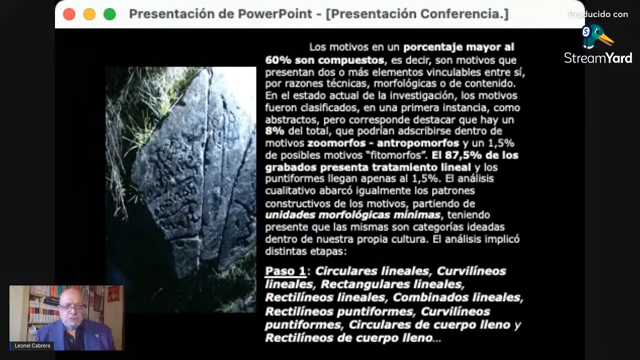 Presentación de PowerPoint - [Presentación Conferencia.]
Producido con
StreamYard
Los motivos en un porcentaje mayor al
60% son compuestos, es decir, son motivos que
presentan dos o más elementos vinculables entre sí,
por razones técnicas, morfológicas o de contenido.
En el estado actual de la investigación, los motivos
fueron clasificados, en una primera instancia, como
abstractos, pero corresponde destacar que hay un
8% del total, que podrían adscribirse dentro de
motivos zoomorfos - antropomorfos y un 1,5%
de posibles motivos "fitomorfos". El 87,5% de los
grabados presenta tratamiento lineal y los
puntiformes llegan apenas al 1,5%. El análisis
cualitativo abarcó igualmente los patrones
constructivos de los motivos, partiendo de
unidades morfológicas mínimas, teniendo
presente que las mismas son categorías ideadas
dentro de nuestra propia cultura. El análisis implicó
distintas etapas:
Paso 1: Circulares lineales, Curvilíneos
lineales, Rectangulares lineales,
Rectilíneos lineales, Combinados lineales,
Rectilíneos puntiformes, Curvilíneos
puntiformes, Circulares de cuerpo lleno y
Rectilíneos de cuerpo lleno...
Leonel Cabrera